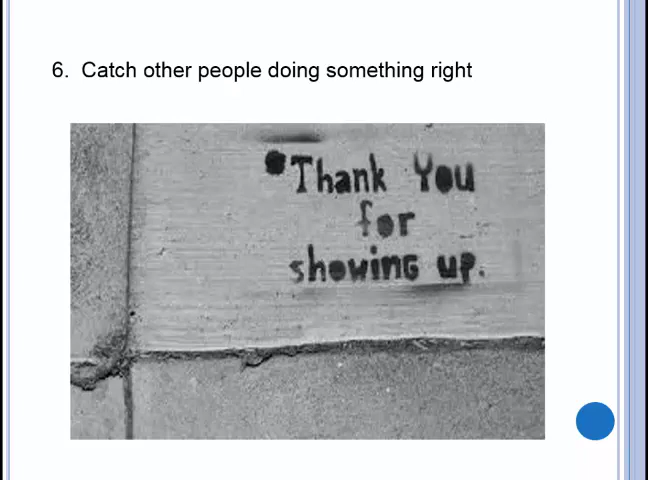 6. Catch other people doing something right
Thank You
for
showing up.